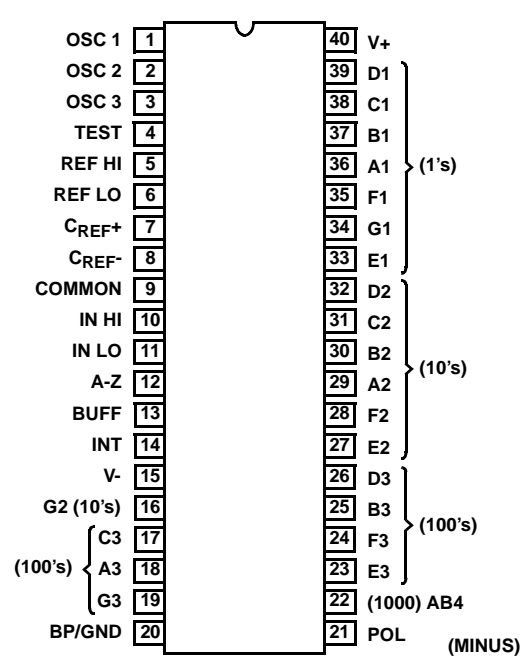 OSC 1 1 40 V+
OSC 2 2 39 D1
OSC 3 3 38 C1
TEST 4 37 B1
REF HI 5 36 A1 (1's)
REF LO 6 35 F1
CREF+ 7 34 G1
CREF- 8 33 E1
COMMON 9 32 D2
IN HI 10 31 C2
IN LO 11 30 B2
A-Z 12 29 A2 (10's)
BUFF 13 28 F2
INT 14 27 E2
V- 15 26 D3
G2 (10's) 16 25 B3 (100's)
C3 17 24 F3
(100's) A3 18 23 E3
G3 19 22 (1000) AB4
BP/GND 20 21 POL (MINUS)